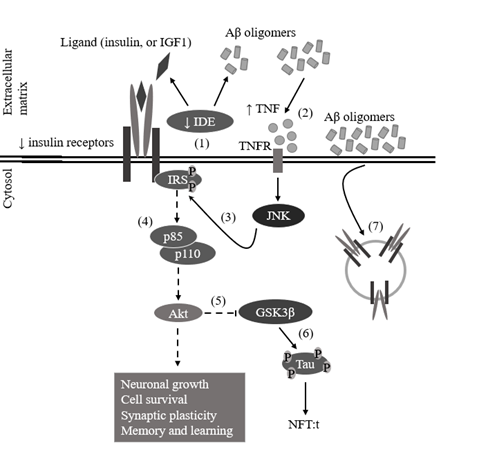 Extracellular
matrix
Cytosol
Ligand (insulin, or IGF1)
Aβ oligomers
↓ IDE
(1)
↓ insulin receptors
↑ TNF
(2)
TNFR
Aβ oligomers
IRS
P
P
(3)
JNK
(4)
p85
p110
(7)
Akt
(5)
GSK3β
(6)
P
P
Tau
P
P
NFT:t
Neuronal growth
Cell survival
Synaptic plasticity
Memory and learning